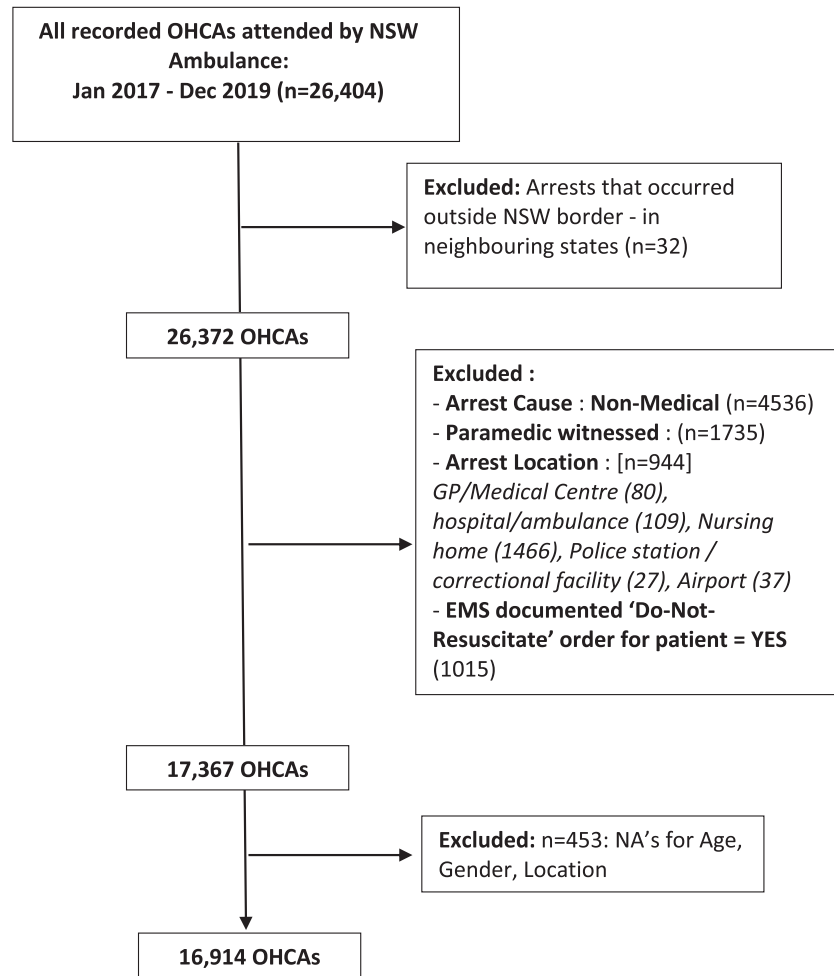 All recorded OHCAs attended by NSW
Ambulance:
Jan 2017 - Dec 2019 (n=26,404)
Excluded: Arrests that occurred
outside NSW border - in
neighbouring states (n=32)
26,372 OHCAs
Excluded :
- Arrest Cause : Non-Medical (n=4536)
- Paramedic witnessed : (n=1735)
- Arrest Location : [n=944]
GP/Medical Centre (80),
hospital/ambulance (109), Nursing
home (1466), Police station /
correctional facility (27), Airport (37)
- EMS documented ‘Do-Not-
Resuscitate’ order for patient = YES
(1015)
17,367 OHCAs
Excluded: n=453: NA’s for Age,
Gender, Location
16,914 OHCAs